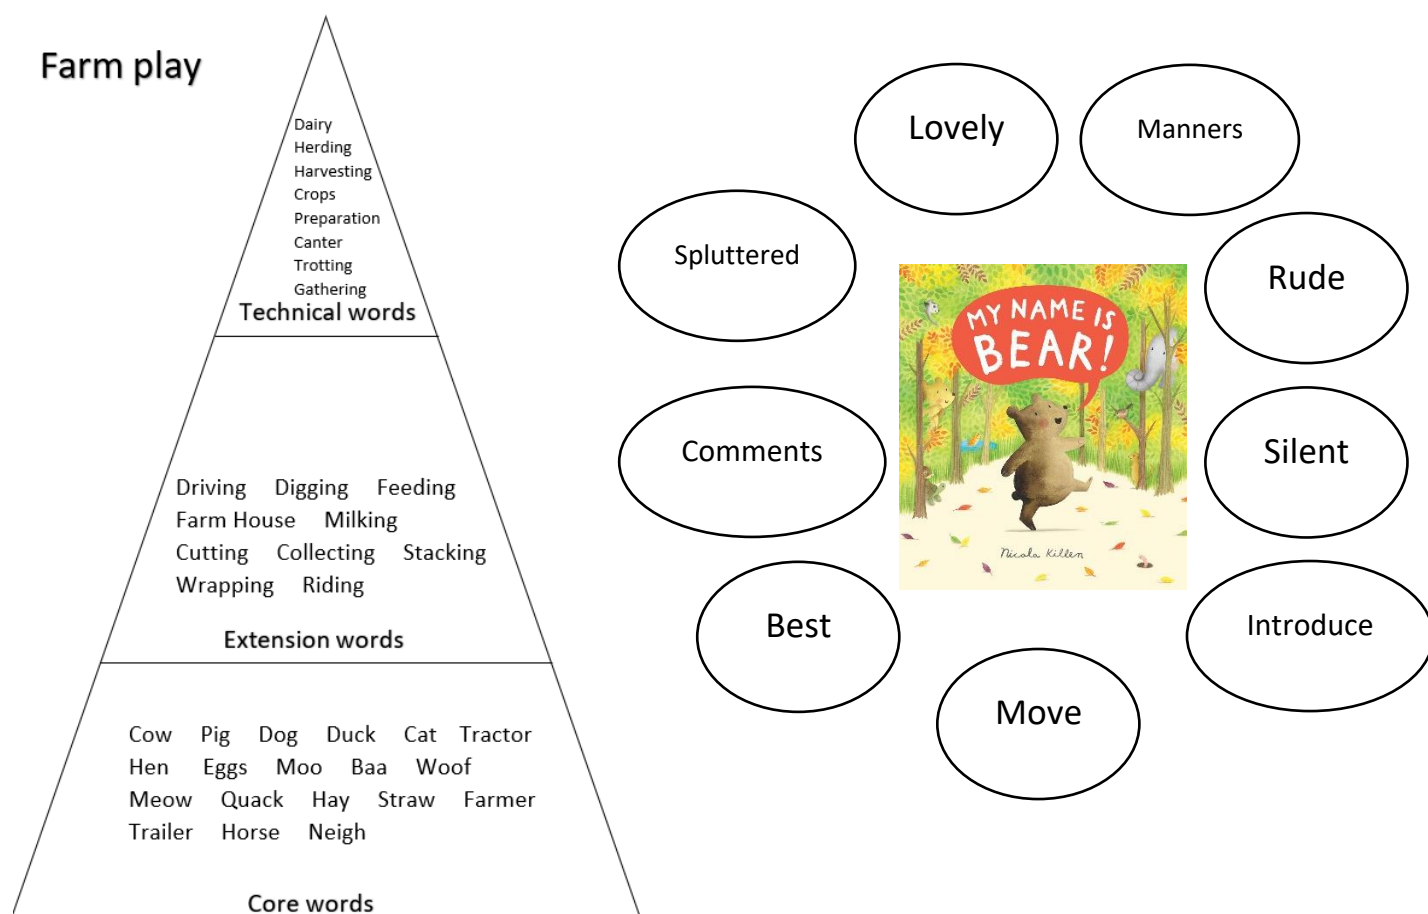 Farm play
Dairy
Herding
Harvesting
Crops
Preparation
Canter
Trotting
Gathering
Technical words
Driving Digging Feeding
Farm House Milking
Cutting Collecting Stacking
Wrapping Riding
Extension words
Cow Pig Dog Duck Cat Tractor
Hen Eggs Moo Baa Woof
Meow Quack Hay Straw Farmer
Trailer Horse Neigh
Core words
Lovely
Manners
Spluttered
Rude
Comments
Silent
Best
Introduce
Move
MY NAME IS
BEAR!
Nicola Killen